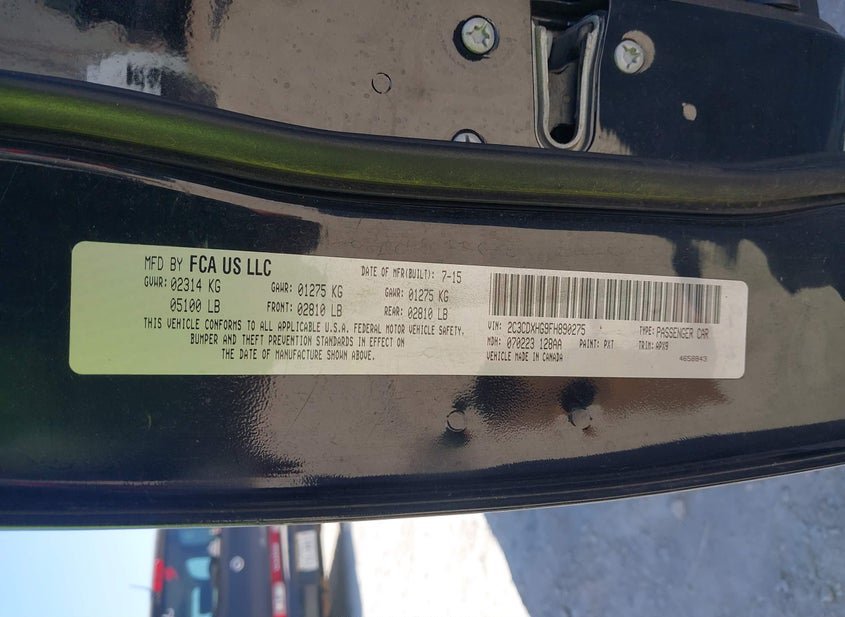 MFD BY FCA US LLC DATE OF MFR(BUILT): 7-15
GVWR: 02314 KG GAWR: 01275 KG GAWR: 01275 KG
05100 LB FRONT: 02810 LB REAR: 02810 LB
THIS VEHICLE CONFORMS TO ALL APPLICABLE U.S.A. FEDERAL MOTOR VEHICLE SAFETY,
BUMPER AND THEFT PREVENTION STANDARDS IN EFFECT ON
THE DATE OF MANUFACTURE SHOWN ABOVE.
VIN: 2C3CDXHG9FH890275 TYPE: PASSENGER CAR
MDH: 070223 128AA PAINT: PXT TRIM: APX9
VEHICLE MADE IN CANADA 4658843